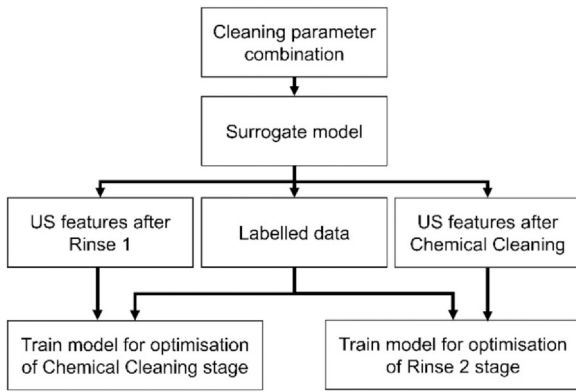 Cleaning parameter
combination
Surrogate model
US features after
Rinse 1
Labelled data
US features after
Chemical Cleaning
Train model for optimisation
of Chemical Cleaning stage
Train model for optimisation
of Rinse 2 stage